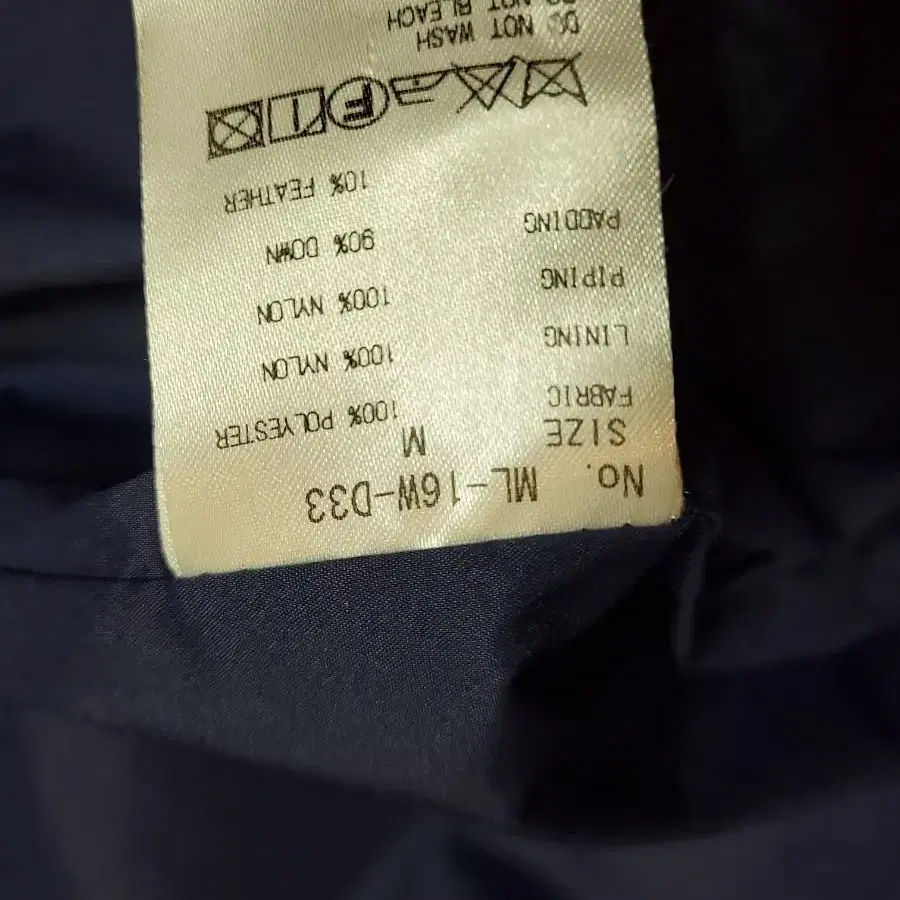 No. ML-16W-D33
SIZE M
FABRIC 100% POLYESTER
LINING 100% NYLON
PIPING 100% NYLON
PADDING 90% DOWN
10% FEATHER
F
DO NOT WASH
DO NOT BLEACH